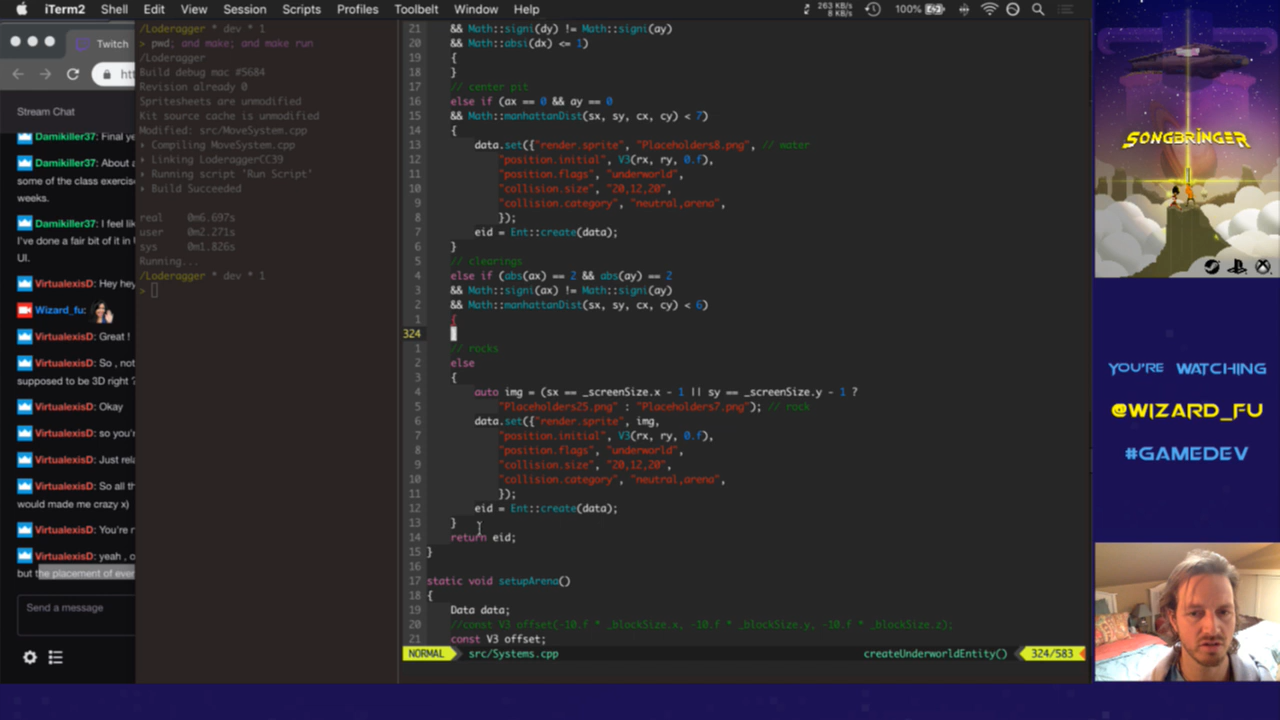 iTerm2 Shell Edit View Session Scripts Profiles Toolbelt Window Help
263 KB/s
8 KB/s
100%
Twitch
htt
Stream Chat
Damikiller37: Final ye
Damikiller37: About a
some of the class exercise
weeks.
Damikiller37: I feel lik
I've done a fair bit of it in U
UI.
VirtualexisD: Hey hey
Wizard_fu:
VirtualexisD: Great !
VirtualexisD: So , not
supposed to be 3D right ?
VirtualexisD: Okay
VirtualexisD: so you'r
VirtualexisD: Just rela
VirtualexisD: So all th
would made me crazy x)
VirtualexisD: You're n
VirtualexisD: yeah , o
but the placement of ever
Send a message
/Loderagger * dev * 1
> pwd; and make; and make run
/Loderagger
Build debug mac #5684
Revision already 0
Spritesheets are unmodified
Kit source cache is unmodified
Modified: src/MoveSystem.cpp
▸ Compiling MoveSystem.cpp
▸ Linking LoderaggerCC39
▸ Running script 'Run Script'
▸ Build Succeeded
real 0m6.697s
user 0m2.271s
sys 0m1.826s
Running...
/Loderagger * dev * 1
>
21 && Math::signi(dy) != Math::signi(ay)
20 && Math::absi(dx) <= 1)
19 {
18 }
17 // center pit
16 else if (ax == 0 && ay == 0
15 && Math::manhattanDist(sx, sy, cx, cy) < 7)
14 {
13 data.set({"render.sprite", "Placeholders8.png", // water
12 "position.initial", V3(rx, ry, 0.f),
11 "position.flags", "underworld",
10 "collision.size", "20,12,20",
9 "collision.category", "neutral,arena",
8 });
7 eid = Ent::create(data);
6 }
5 // clearings
4 else if (abs(ax) == 2 && abs(ay) == 2
3 && Math::signi(ax) != Math::signi(ay)
2 && Math::manhattanDist(sx, sy, cx, cy) < 6)
1 {
324
1 // rocks
2 else
3 {
4 auto img = (sx == _screenSize.x - 1 || sy == _screenSize.y - 1 ?
5 "Placeholders25.png" : "Placeholders7.png"); // rock
6 data.set({"render.sprite", img,
7 "position.initial", V3(rx, ry, 0.f),
8 "position.flags", "underworld",
9 "collision.size", "20,12,20",
10 "collision.category", "neutral,arena",
11 });
12 eid = Ent::create(data);
13 }
14 return eid;
15 }
16
17 static void setupArena()
18 {
19 Data data;
20 //const V3 offset(-10.f * _blockSize.x, -10.f * _blockSize.y, -10.f * _blockSize.z);
21 const V3 offset;
NORMAL src/Systems.cpp createUnderworldEntity() 324/583
SONGBRINGER
YOU'RE WATCHING
@WIZARD_FU
#GAMEDEV